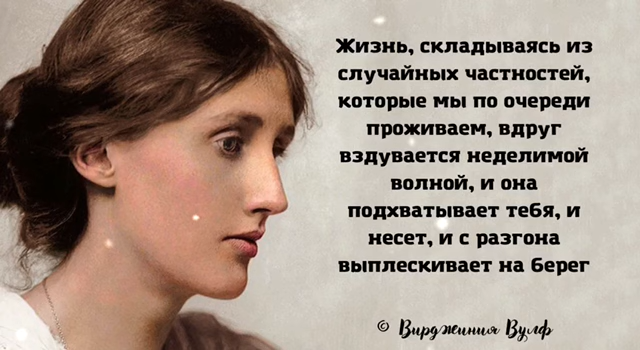 Жизнь, складываясь из
случайных частностей,
которые мы по очереди
проживаем, вдруг
вздувается неделимой
волной, и она
подхватывает тебя, и
несет, и с разгона
выплескивает на берег
© Вирджиния Вулф